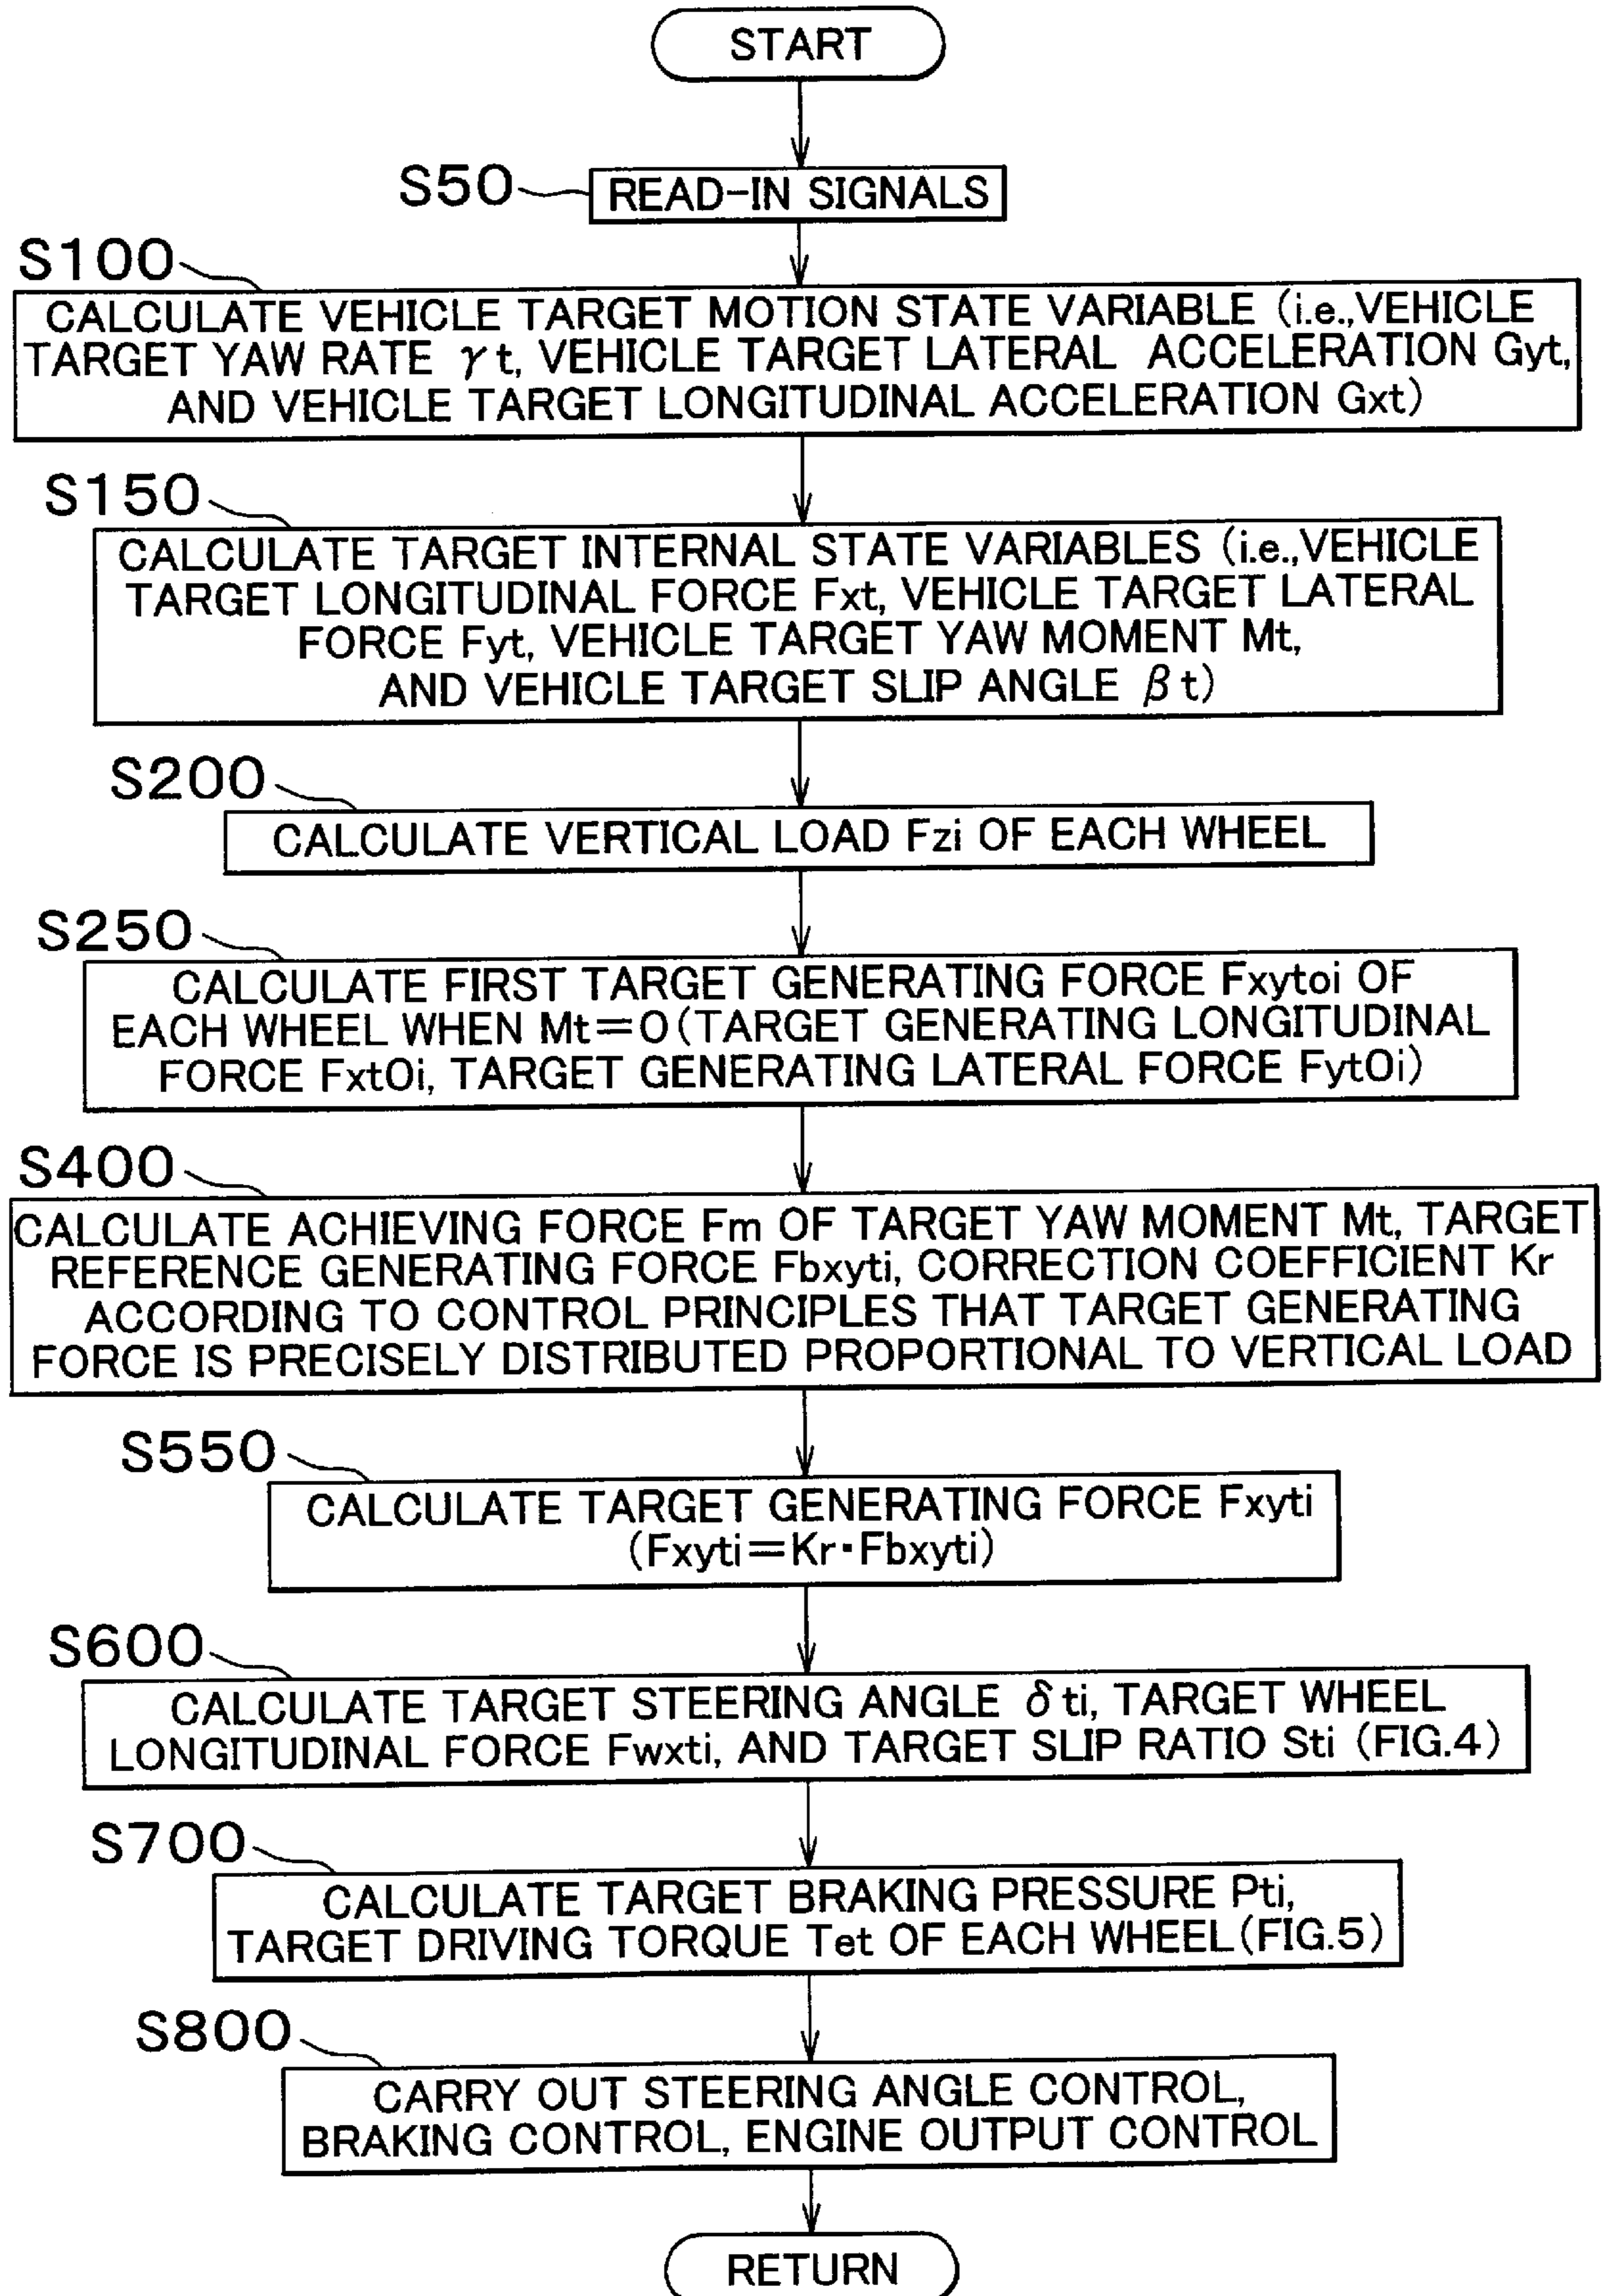 START
S50
READ-IN SIGNALS
S100
CALCULATE VEHICLE TARGET MOTION STATE VARIABLE (i.e.,VEHICLE
TARGET YAW RATE γt, VEHICLE TARGET LATERAL ACCELERATION Gyt,
AND VEHICLE TARGET LONGITUDINAL ACCELERATION Gxt)
S150
CALCULATE TARGET INTERNAL STATE VARIABLES (i.e.,VEHICLE
TARGET LONGITUDINAL FORCE Fxt, VEHICLE TARGET LATERAL
FORCE Fyt, VEHICLE TARGET YAW MOMENT Mt,
AND VEHICLE TARGET SLIP ANGLE βt)
S200
CALCULATE VERTICAL LOAD Fzi OF EACH WHEEL
S250
CALCULATE FIRST TARGET GENERATING FORCE Fxytoi OF
EACH WHEEL WHEN Mt=0(TARGET GENERATING LONGITUDINAL
FORCE Fxt0i, TARGET GENERATING LATERAL FORCE Fyt0i)
S400
CALCULATE ACHIEVING FORCE Fm OF TARGET YAW MOMENT Mt, TARGET
REFERENCE GENERATING FORCE Fbxyti, CORRECTION COEFFICIENT Kr
ACCORDING TO CONTROL PRINCIPLES THAT TARGET GENERATING
FORCE IS PRECISELY DISTRIBUTED PROPORTIONAL TO VERTICAL LOAD
S550
CALCULATE TARGET GENERATING FORCE Fxyti
(Fxyti=Kr·Fbxyti)
S600
CALCULATE TARGET STEERING ANGLE δti, TARGET WHEEL
LONGITUDINAL FORCE Fwxti, AND TARGET SLIP RATIO Sti (FIG.4)
S700
CALCULATE TARGET BRAKING PRESSURE Pti,
TARGET DRIVING TORQUE Tet OF EACH WHEEL(FIG.5)
S800
CARRY OUT STEERING ANGLE CONTROL,
BRAKING CONTROL, ENGINE OUTPUT CONTROL
RETURN